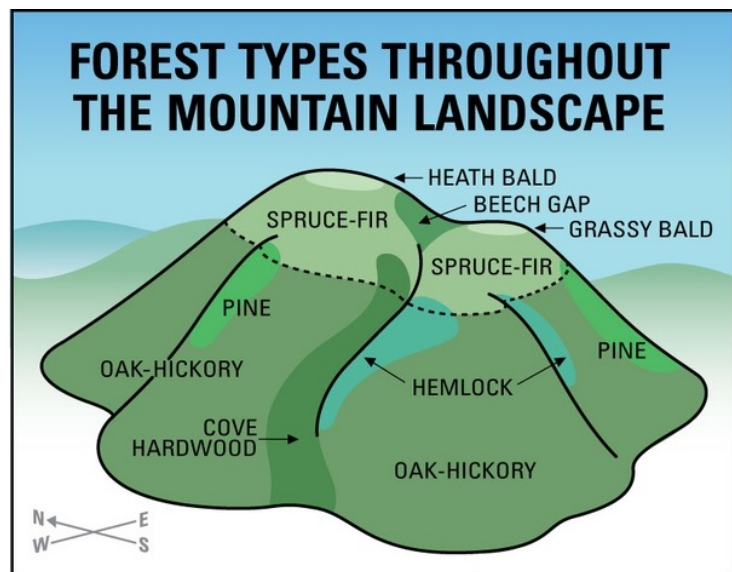 FOREST TYPES THROUGHOUT
THE MOUNTAIN LANDSCAPE
HEATH BALD
BEECH GAP
GRASSY BALD
SPRUCE-FIR
SPRUCE-FIR
PINE
PINE
OAK-HICKORY
HEMLOCK
COVE
HARDWOOD
OAK-HICKORY
N E
W S